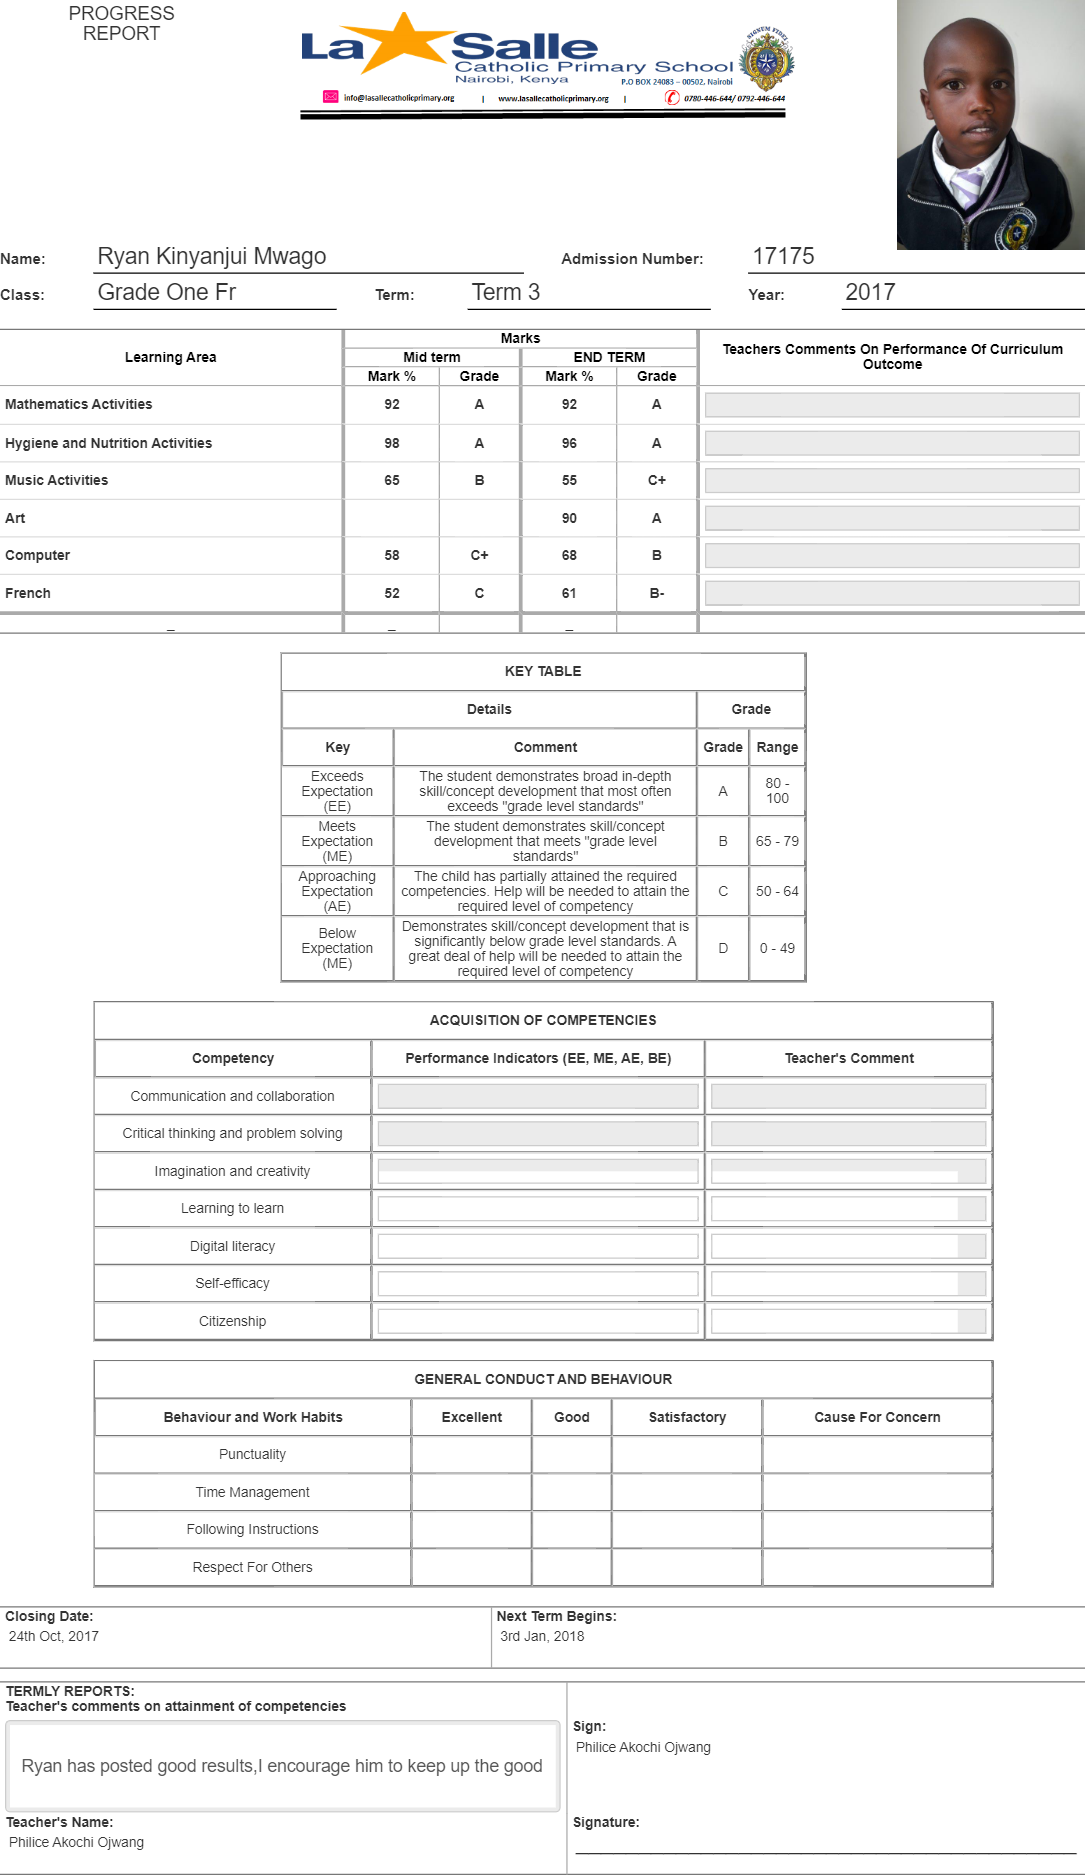 PROGRESS
REPORT
La Salle
Catholic Primary School
Nairobi, Kenya
P.O BOX 24083 – 00502. Nairobi
SIGNUM FIDEI
info@lasallecatholicprimary.org | www.lasallecatholicprimary.org | 0780-446-644/ 0792-446-644
Name: Ryan Kinyanjui Mwago Admission Number: 17175
Class: Grade One Fr Term: Term 3 Year: 2017
Learning Area Marks Teachers Comments On Performance Of Curriculum Outcome
Mid term END TERM
Mark % Grade Mark % Grade
Mathematics Activities 92 A 92 A
Hygiene and Nutrition Activities 98 A 96 A
Music Activities 65 B 55 C+
Art 90 A
Computer 58 C+ 68 B
French 52 C 61 B-
_ _ _
KEY TABLE
Details Grade
Key Comment Grade Range
Exceeds Expectation (EE) The student demonstrates broad in-depth skill/concept development that most often exceeds "grade level standards" A 80 - 100
Meets Expectation (ME) The student demonstrates skill/concept development that meets "grade level standards" B 65 - 79
Approaching Expectation (AE) The child has partially attained the required competencies. Help will be needed to attain the required level of competency C 50 - 64
Below Expectation (ME) Demonstrates skill/concept development that is significantly below grade level standards. A great deal of help will be needed to attain the required level of competency D 0 - 49
ACQUISITION OF COMPETENCIES
Competency Performance Indicators (EE, ME, AE, BE) Teacher's Comment
Communication and collaboration
Critical thinking and problem solving
Imagination and creativity
Learning to learn
Digital literacy
Self-efficacy
Citizenship
GENERAL CONDUCT AND BEHAVIOUR
Behaviour and Work Habits Excellent Good Satisfactory Cause For Concern
Punctuality
Time Management
Following Instructions
Respect For Others
Closing Date: Next Term Begins:
24th Oct, 2017 3rd Jan, 2018
TERMLY REPORTS:
Teacher's comments on attainment of competencies
Ryan has posted good results,I encourage him to keep up the good
Teacher's Name:
Philice Akochi Ojwang
Sign:
Philice Akochi Ojwang
Signature: